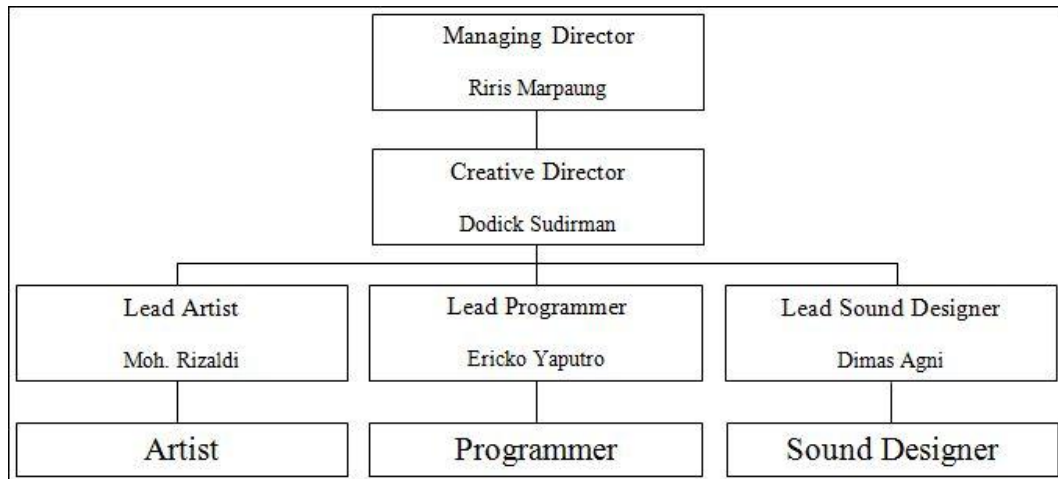 Managing Director
Riris Marpaung
Creative Director
Dodick Sudirman
Lead Artist
Moh. Rizaldi
Lead Programmer
Ericko Yaputro
Lead Sound Designer
Dimas Agni
Artist
Programmer
Sound Designer